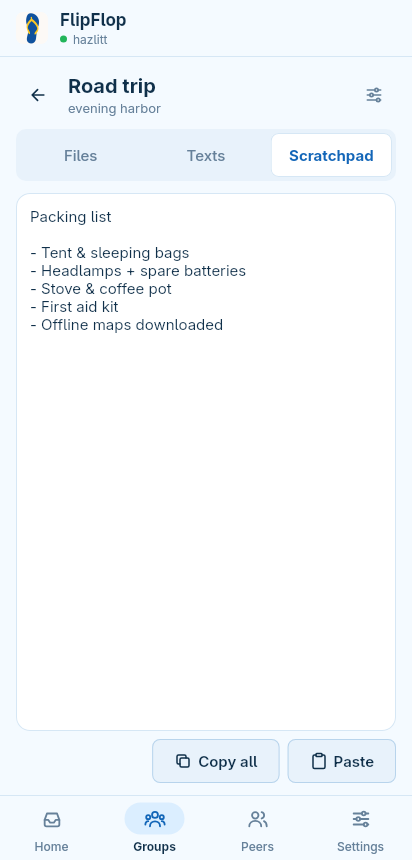 FlipFlop
hazlitt
Road trip
evening harbor
Files
Texts
Scratchpad
Packing list
- Tent & sleeping bags
- Headlamps + spare batteries
- Stove & coffee pot
- First aid kit
- Offline maps downloaded
Copy all
Paste
Home
Groups
Peers
Settings